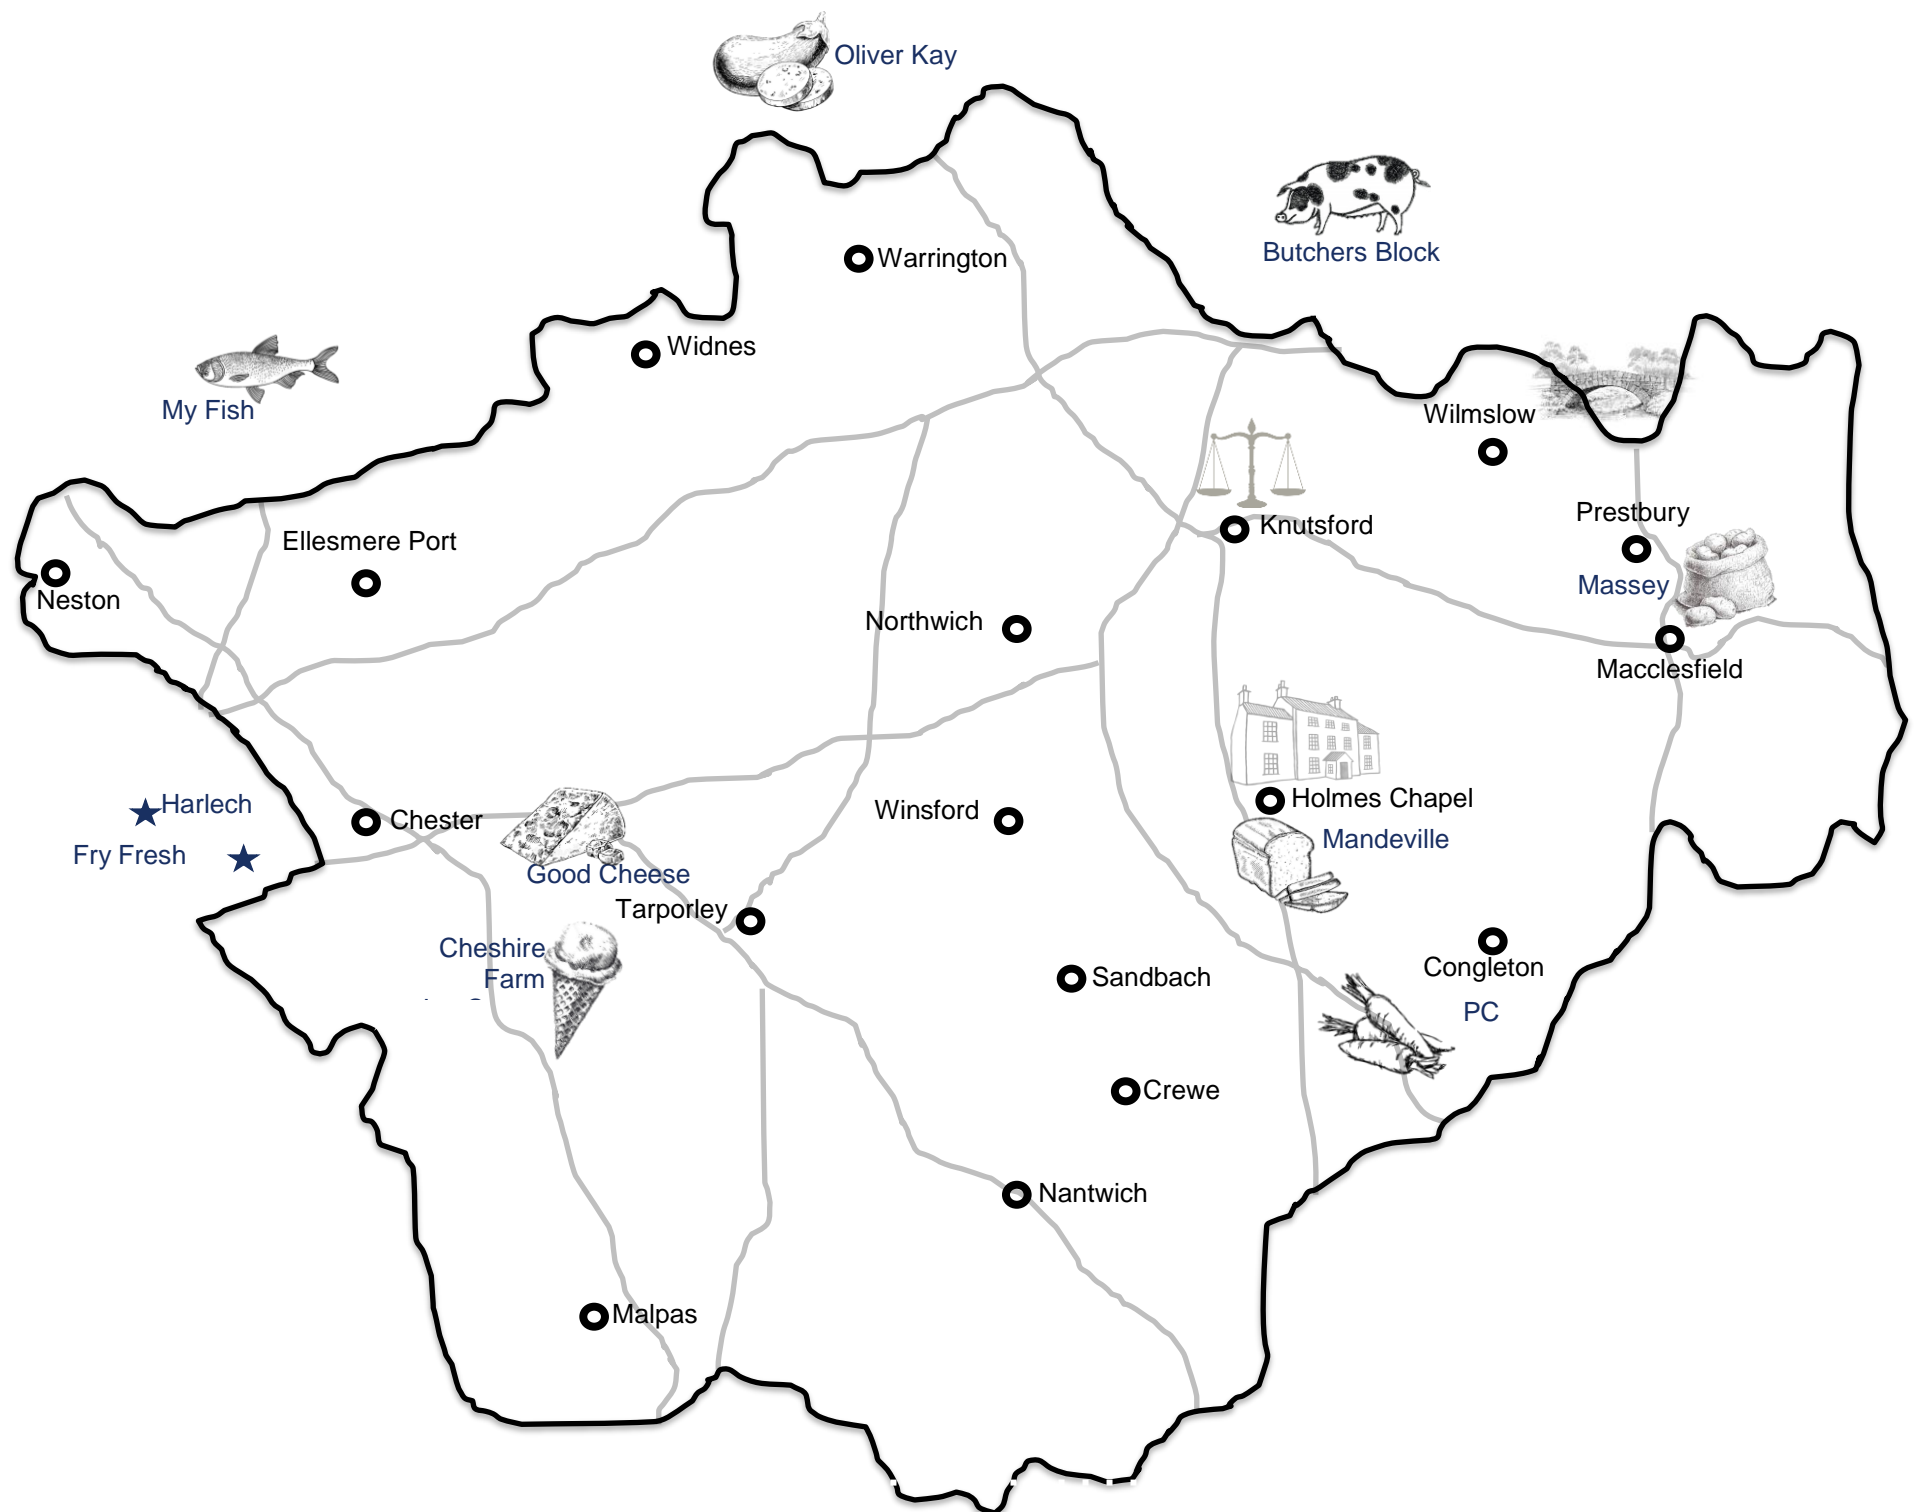 Oliver Kay
Butchers Block
Warrington
Widnes
My Fish
Wilmslow
Knutsford
Prestbury
Ellesmere Port
Massey
Neston
Northwich
Macclesfield
Harlech
Holmes Chapel
Chester
Winsford
Mandeville
Fry Fresh
Good Cheese
Tarporley
Cheshire
Farm
Congleton
Sandbach
PC
Crewe
Nantwich
Malpas